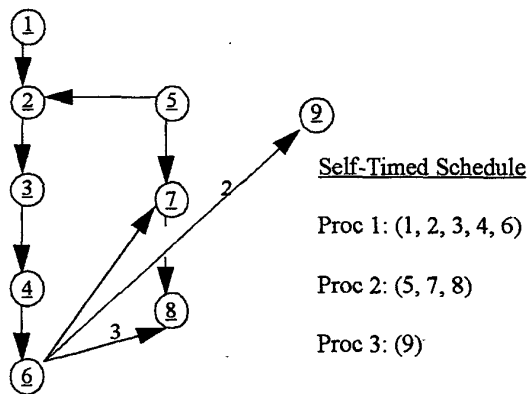 1
2
5
9
3
7
2
4
8
3
6
Self-Timed Schedule
Proc 1: (1, 2, 3, 4, 6)
Proc 2: (5, 7, 8)
Proc 3: (9)